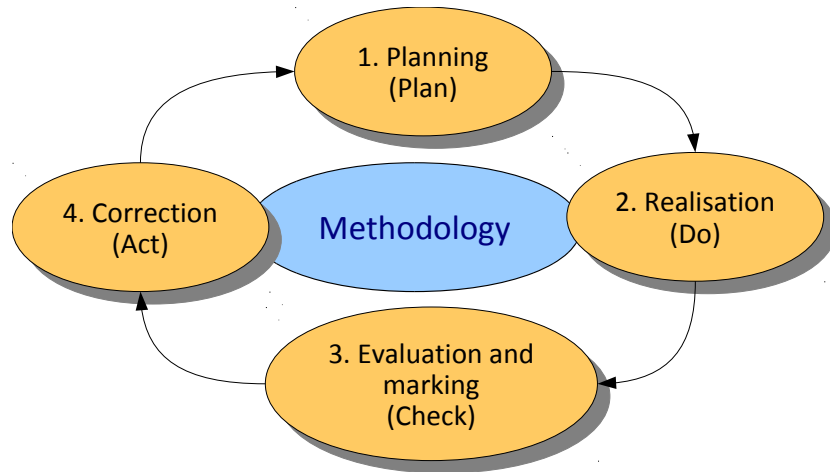 1. Planning
(Plan)
2. Realisation
(Do)
3. Evaluation and
marking
(Check)
4. Correction
(Act)
Methodology